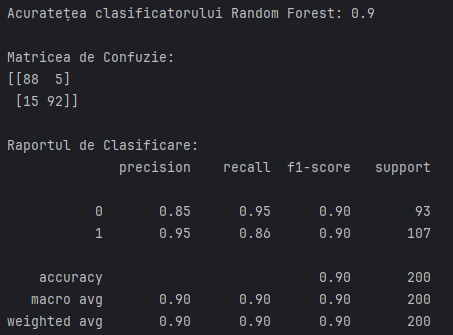 Acuratețea clasificatorului Random Forest: 0.9
Matricea de Confuzie:
[[88  5]
 [15 92]]
Raportul de Clasificare:
              precision    recall  f1-score   support
           0       0.85      0.95      0.90        93
           1       0.95      0.86      0.90       107
    accuracy                           0.90       200
   macro avg       0.90      0.90      0.90       200
weighted avg       0.90      0.90      0.90       200